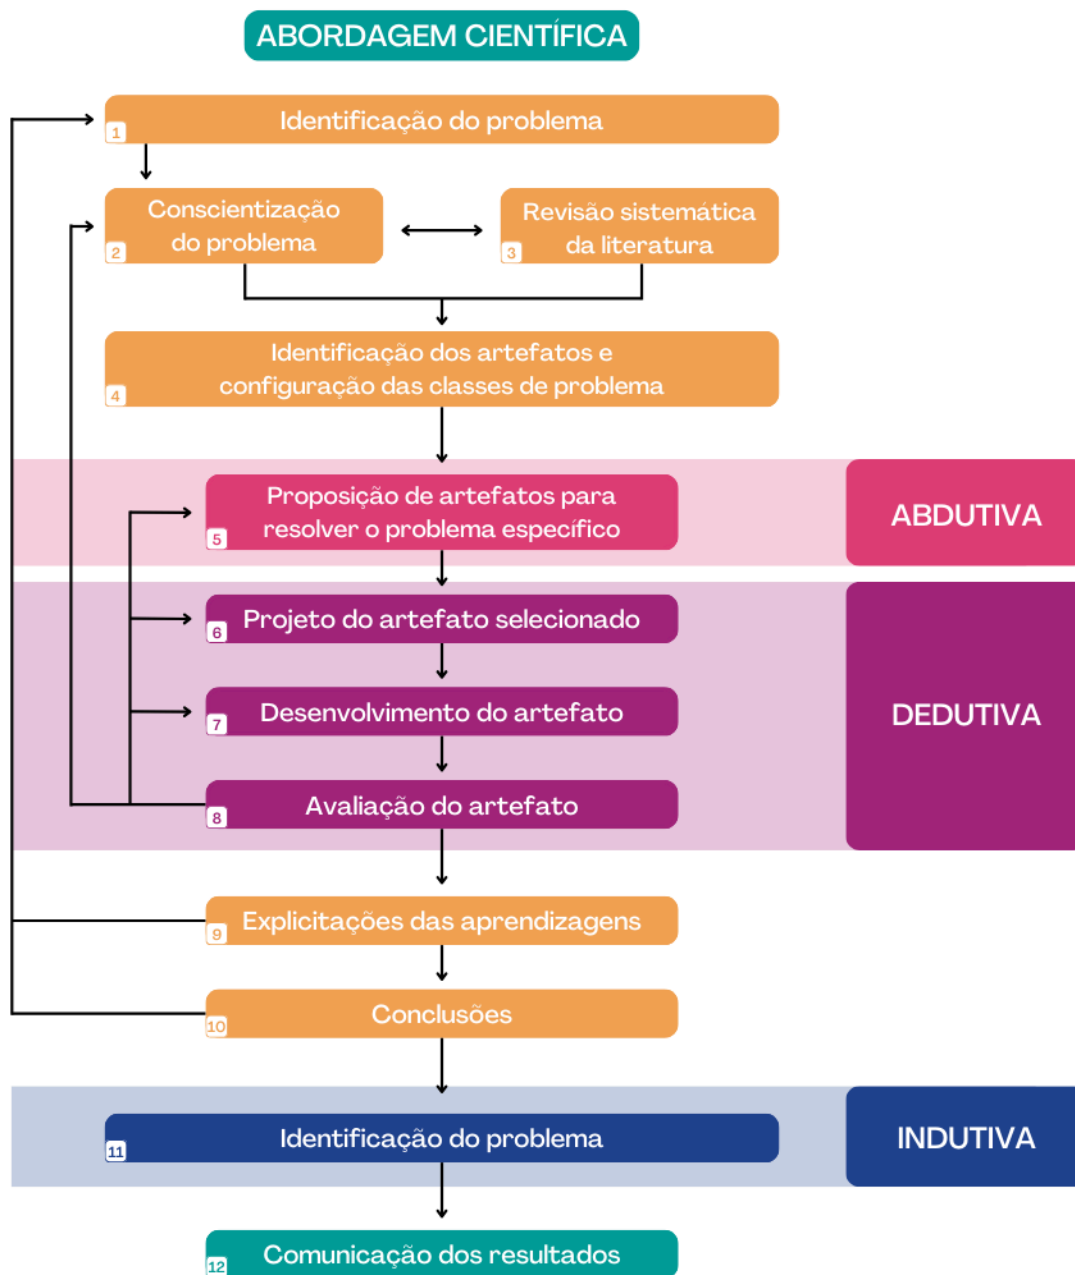 ABORDAGEM CIENTÍFICA
Identificação do problema
1
Conscientização
do problema
2
Revisão sistemática
da literatura
3
Identificação dos artefatos e
configuração das classes de problema
4
Proposição de artefatos para
resolver o problema específico
5
ABDUTIVA
Projeto do artefato selecionado
6
Desenvolvimento do artefato
7
DEDUTIVA
Avaliação do artefato
8
Explicitações das aprendizagens
9
Conclusões
10
Identificação do problema
11
INDUTIVA
Comunicação dos resultados
12